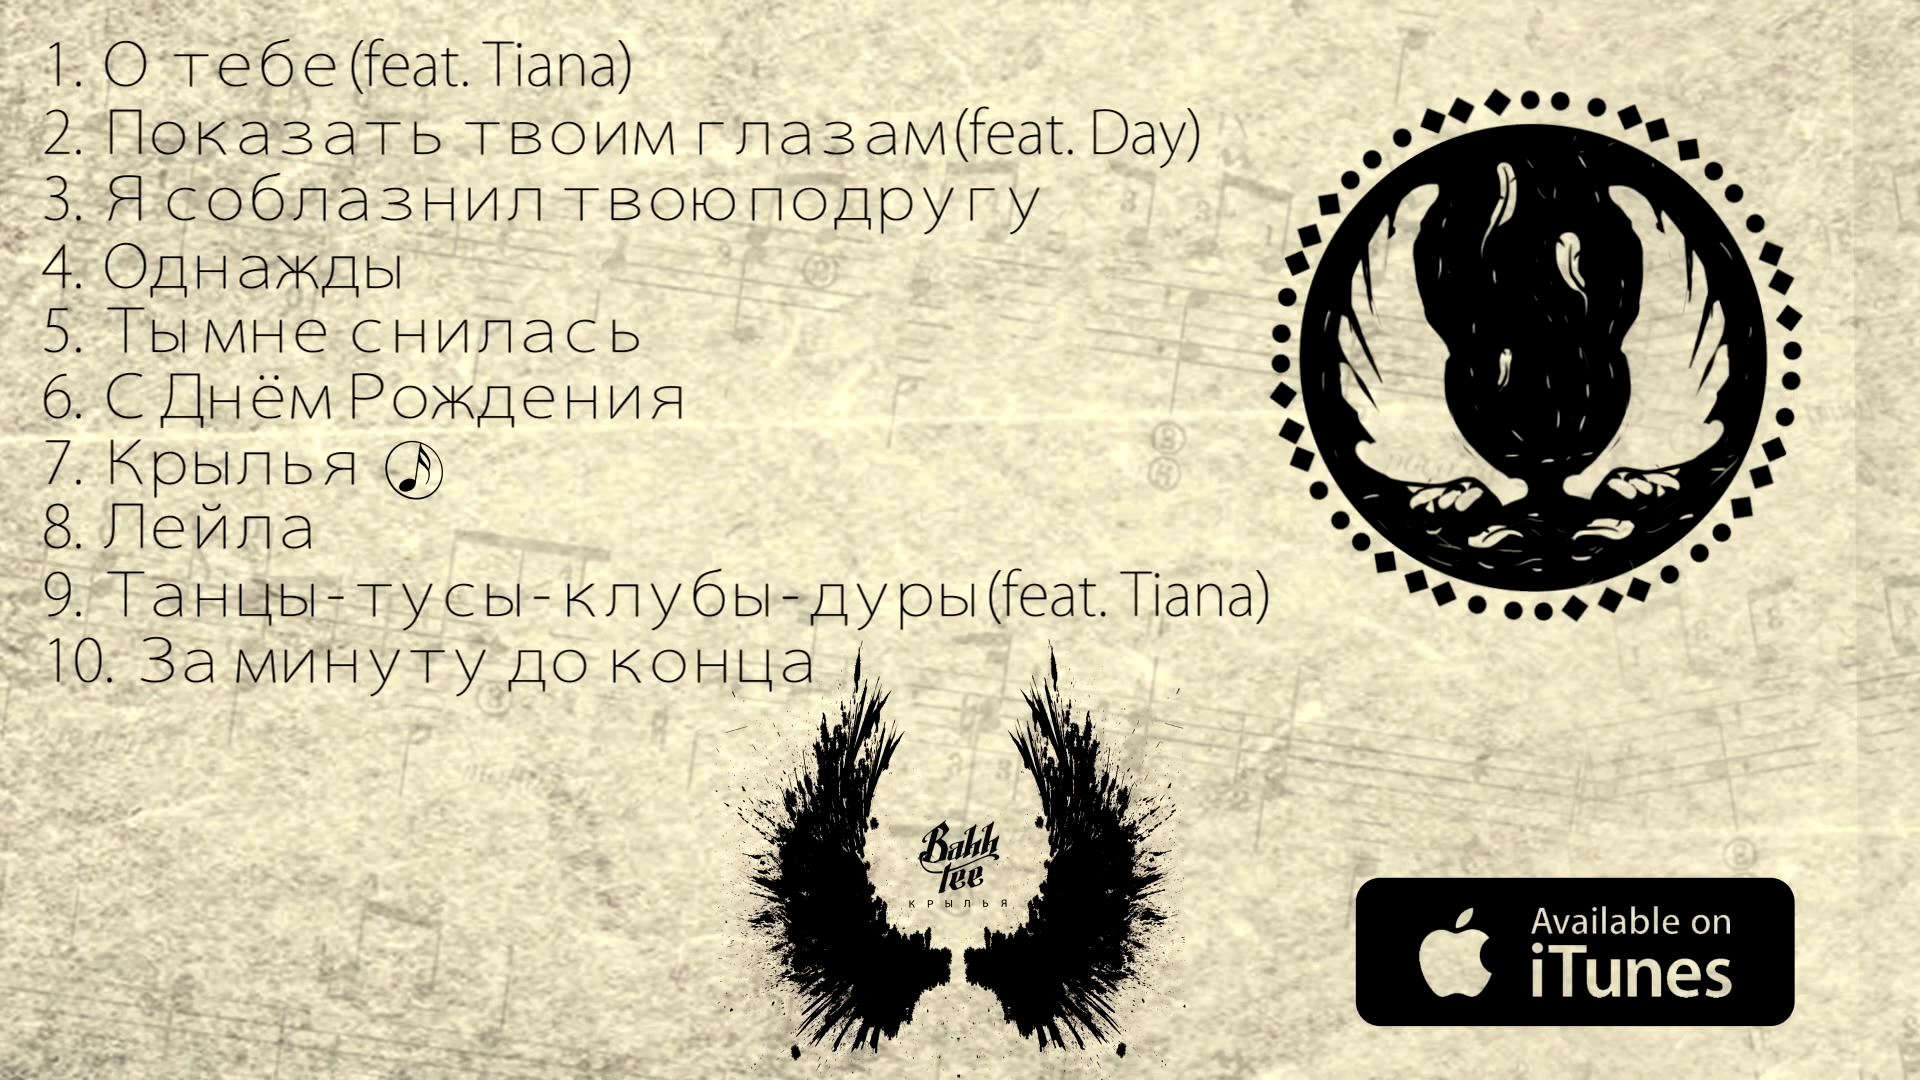 1. О тебе (feat. Tiana)
2. Показать твоим глазам (feat. Day)
3. Я соблазнил твою подругу
4. Однажды
5. Ты мне снилась
6. С Днём Рождения
7. Крылья
8. Лейла
9. Танцы-тусы-клубы-дуры (feat. Tiana)
10. За минуту до конца
Bahh
tee
КРЫЛЬЯ
Available on
iTunes